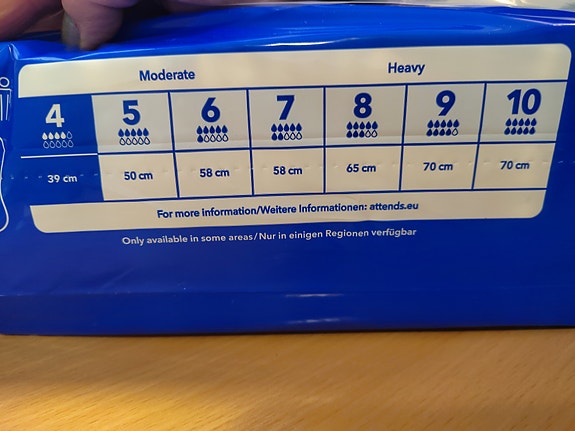 Moderate Heavy
4 5 6 7 8 9 10
39 cm 50 cm 58 cm 58 cm 65 cm 70 cm 70 cm
For more information/Weitere Informationen: attends.eu
Only available in some areas/Nur in einigen Regionen verfügbar